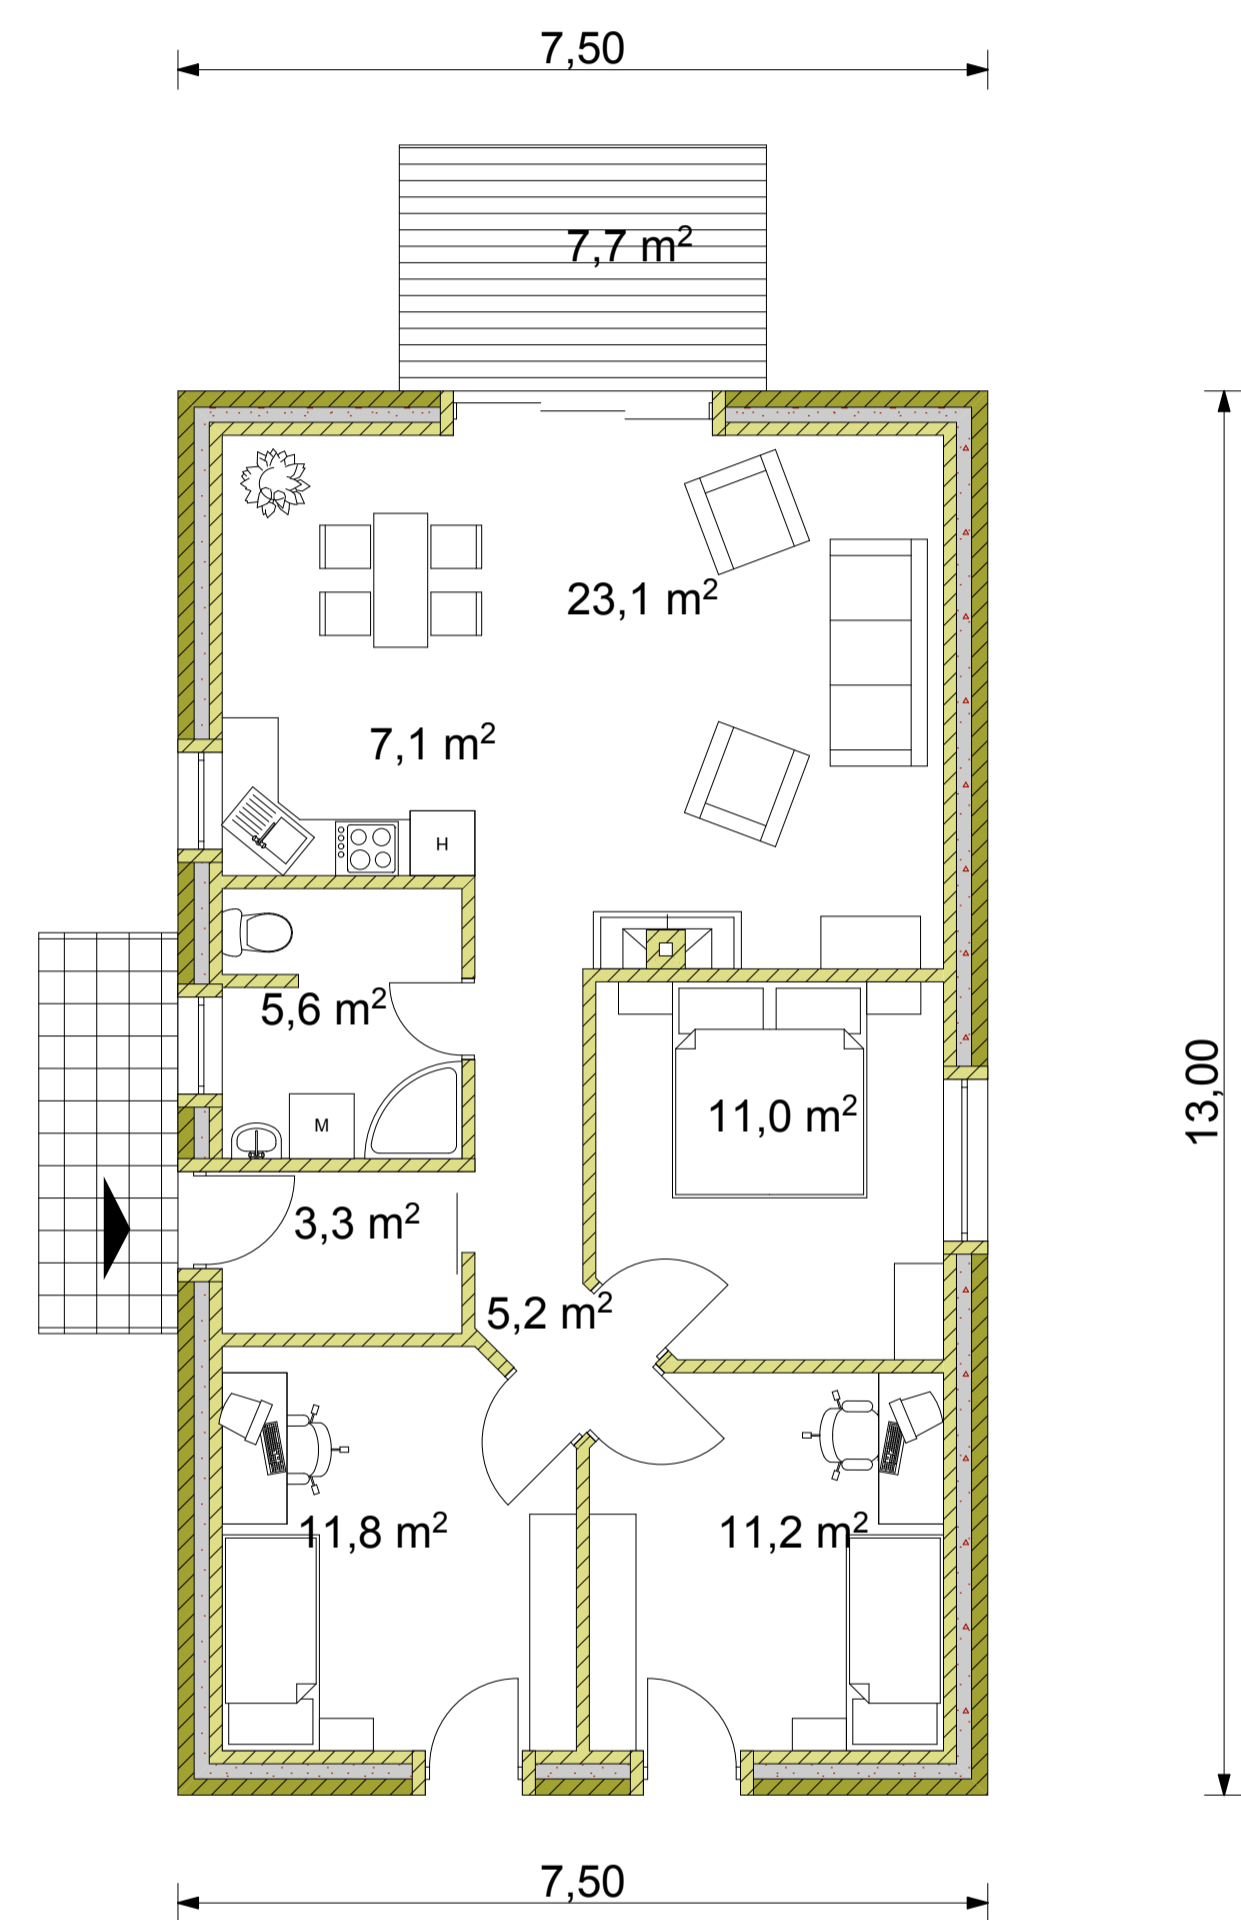 7,50
7,7 m²
23,1 m²
7,1 m²
H
5,6 m²
11,0 m²
13,00
M
3,3 m²
5,2 m²
11,8 m²
11,2 m²
7,50